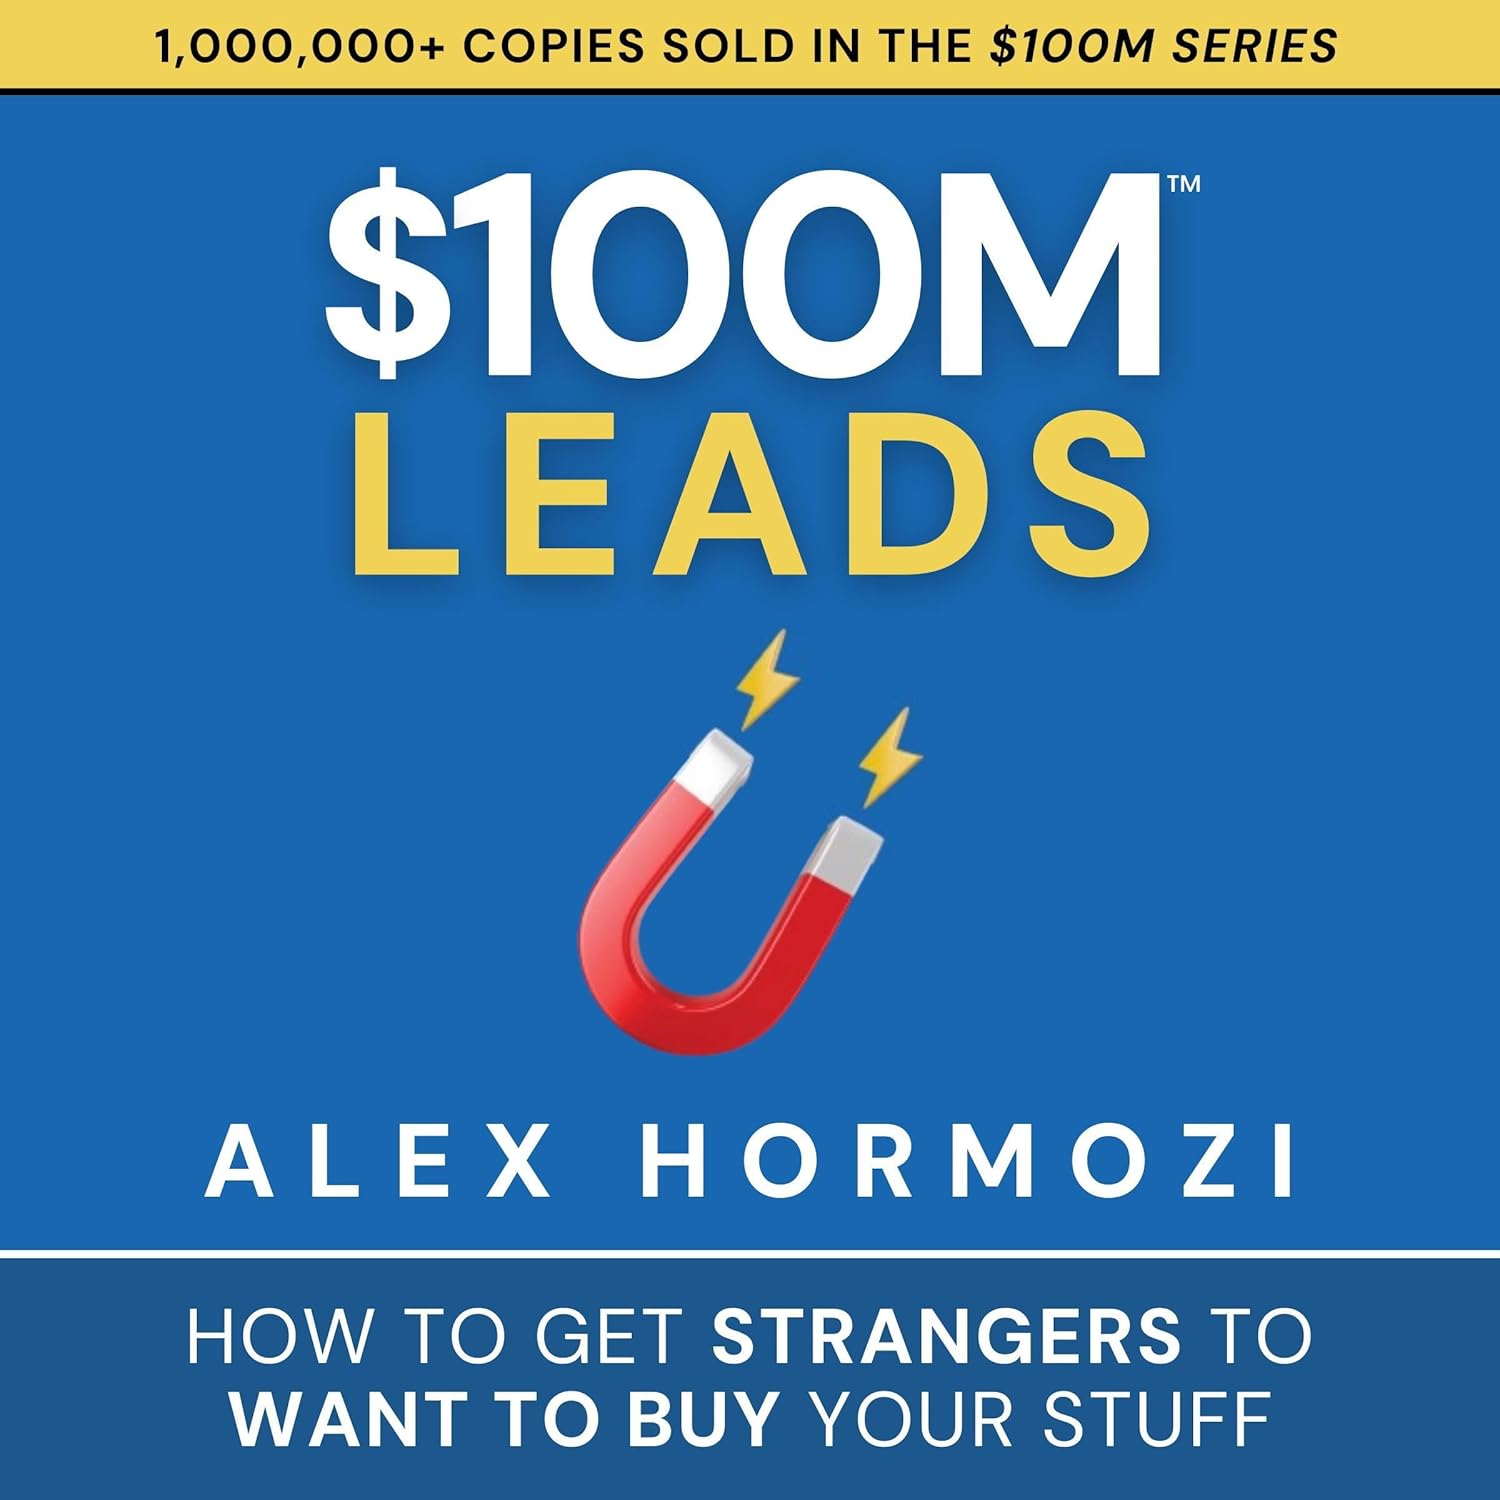 1,000,000+ COPIES SOLD IN THE $100M SERIES
$100M™
LEADS
ALEX HORMOZI
HOW TO GET STRANGERS TO
WANT TO BUY YOUR STUFF